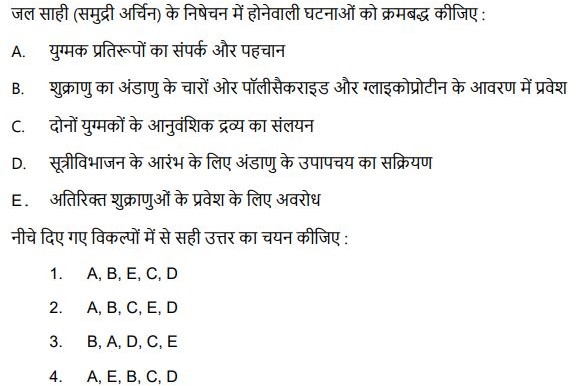 जल साही (समुद्री अर्चिन) के निषेचन में होनेवाली घटनाओं को क्रमबद्ध कीजिए :
A. युग्मक प्रतिरूपों का संपर्क और पहचान
B. शुक्राणु का अंडाणु के चारों ओर पॉलीसैकराइड और ग्लाइकोप्रोटीन के आवरण में प्रवेश
C. दोनों युग्मकों के आनुवंशिक द्रव्य का संलयन
D. सूत्रीविभाजन के आरंभ के लिए अंडाणु के उपापचय का सक्रियण
E. अतिरिक्त शुक्राणुओं के प्रवेश के लिए अवरोध
नीचे दिए गए विकल्पों में से सही उत्तर का चयन कीजिए :
1. A, B, E, C, D
2. A, B, C, E, D
3. B, A, D, C, E
4. A, E, B, C, D